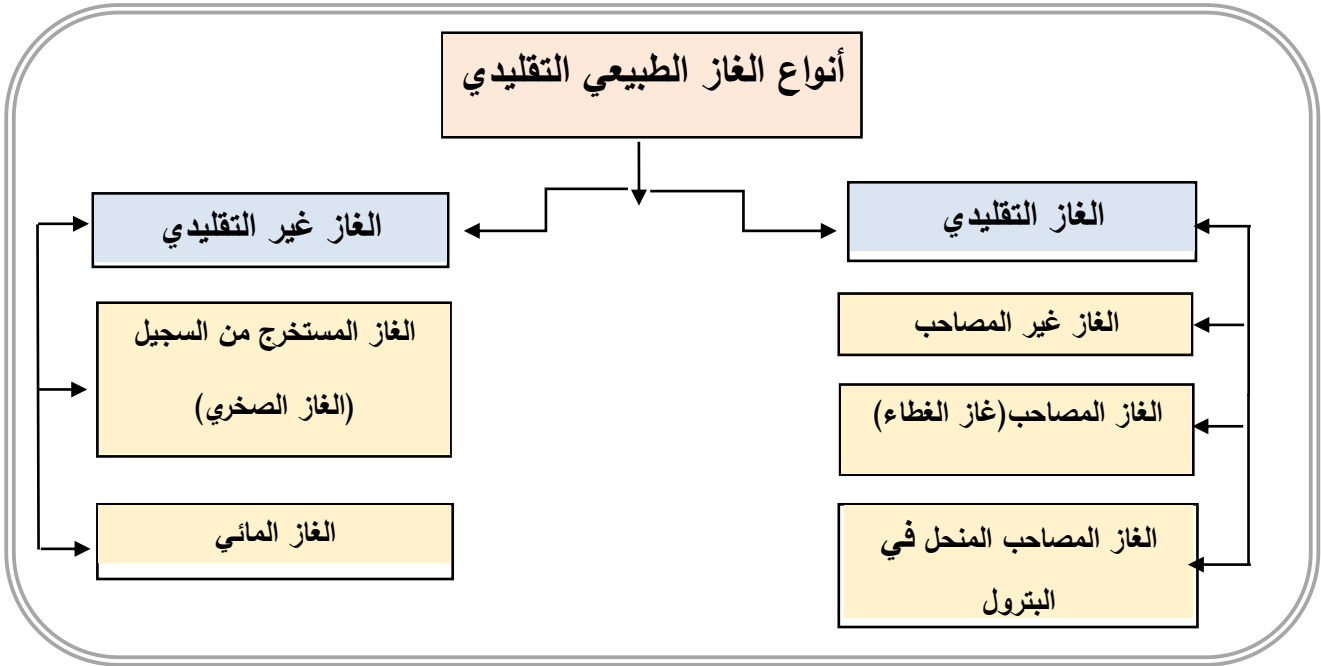 أنواع الغاز الطبيعي التقليدي
الغاز التقليدي
الغاز غير المصاحب
الغاز المصاحب(غاز الغطاء)
الغاز المصاحب المنحل في
البترول
الغاز غير التقليدي
الغاز المستخرج من السجيل
(الغاز الصخري)
الغاز المائي